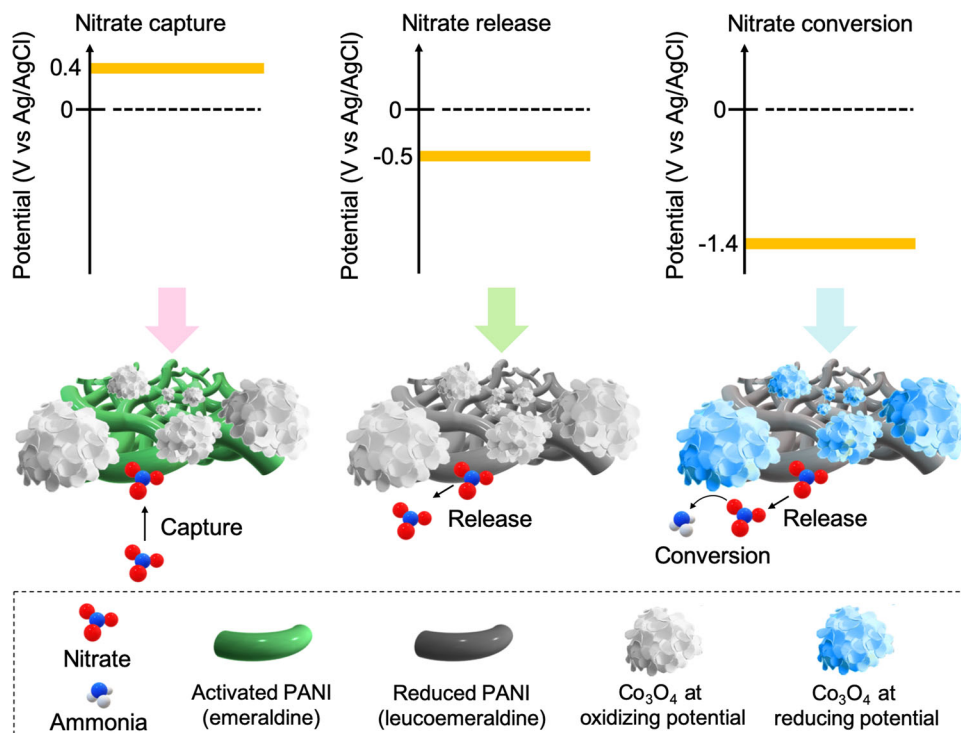 Nitrate capture
Potential (V vs Ag/AgCl)
0.4
0
Nitrate release
Potential (V vs Ag/AgCl)
0
-0.5
Nitrate conversion
Potential (V vs Ag/AgCl)
0
-1.4
Capture
Release
Release
Conversion
Nitrate
Ammonia
Activated PANI
(emeraldine)
Reduced PANI
(leucoemeraldine)
Co₃O₄ at
oxidizing potential
Co₃O₄ at
reducing potential